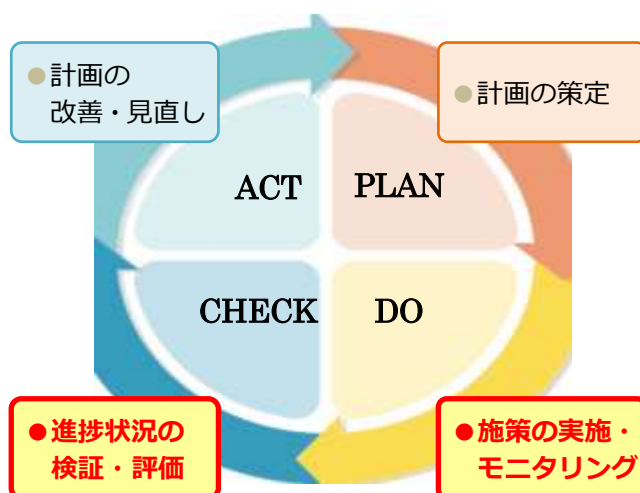 ●計画の
改善・見直し
●計画の策定
ACT
PLAN
CHECK
DO
●進捗状況の
検証・評価
●施策の実施・
モニタリング